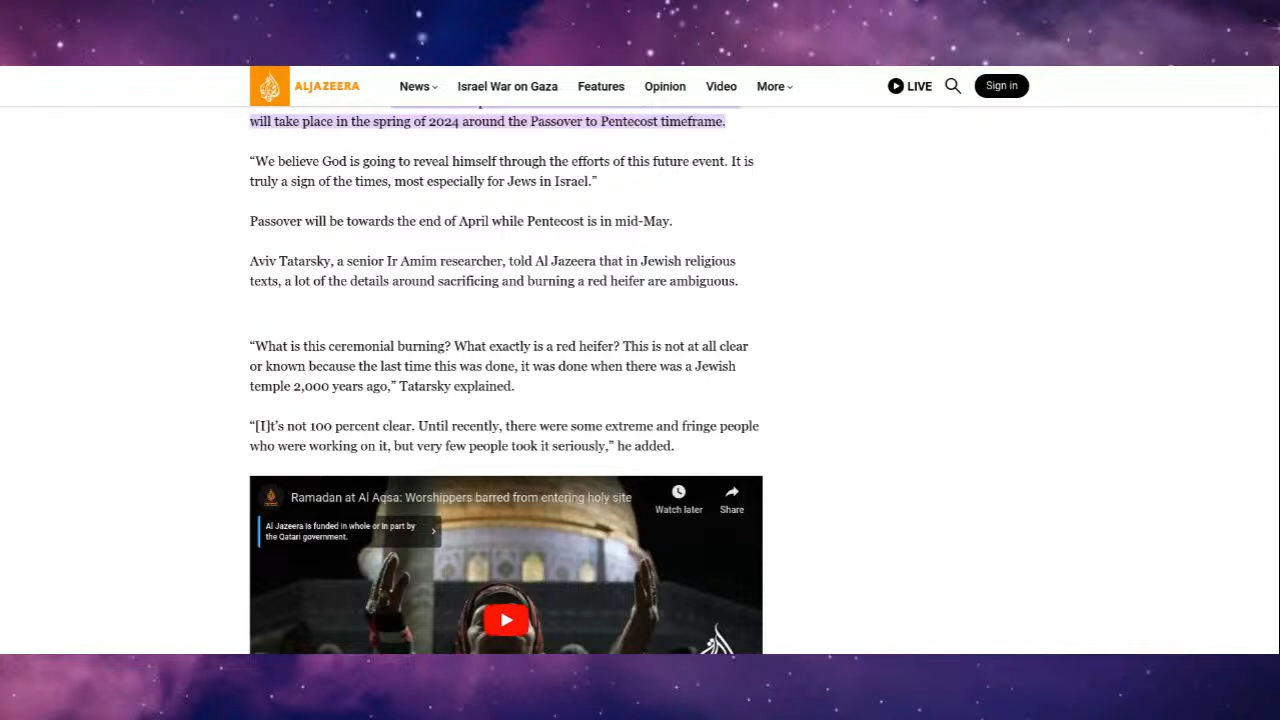 ALJAZEERA
News
Israel War on Gaza
Features
Opinion
Video
More
LIVE
Sign in
will take place in the spring of 2024 around the Passover to Pentecost timeframe.
“We believe God is going to reveal himself through the efforts of this future event. It is
truly a sign of the times, most especially for Jews in Israel.”
Passover will be towards the end of April while Pentecost is in mid-May.
Aviv Tatarsky, a senior Ir Amim researcher, told Al Jazeera that in Jewish religious
texts, a lot of the details around sacrificing and burning a red heifer are ambiguous.
“What is this ceremonial burning? What exactly is a red heifer? This is not at all clear
or known because the last time this was done, it was done when there was a Jewish
temple 2,000 years ago,” Tatarsky explained.
“[I]t’s not 100 percent clear. Until recently, there were some extreme and fringe people
who were working on it, but very few people took it seriously,” he added.
Ramadan at Al Aqsa: Worshippers barred from entering holy site
Watch later
Share
Al Jazeera is funded in whole or in part by
the Qatari government.